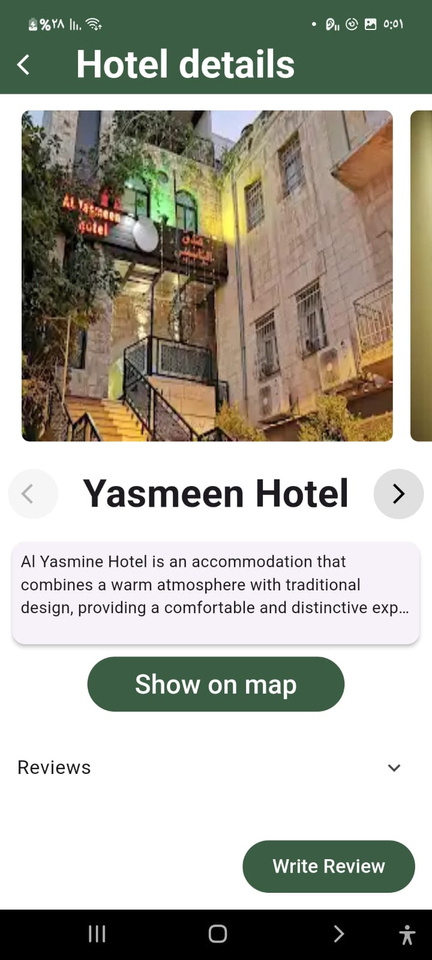 %٢٨
٥:٥١
Hotel details
Al Yasmeen
hotel
فندق
الياسمين
Yasmeen Hotel
Al Yasmine Hotel is an accommodation that
combines a warm atmosphere with traditional
design, providing a comfortable and distinctive exp...
Show on map
Reviews
Write Review